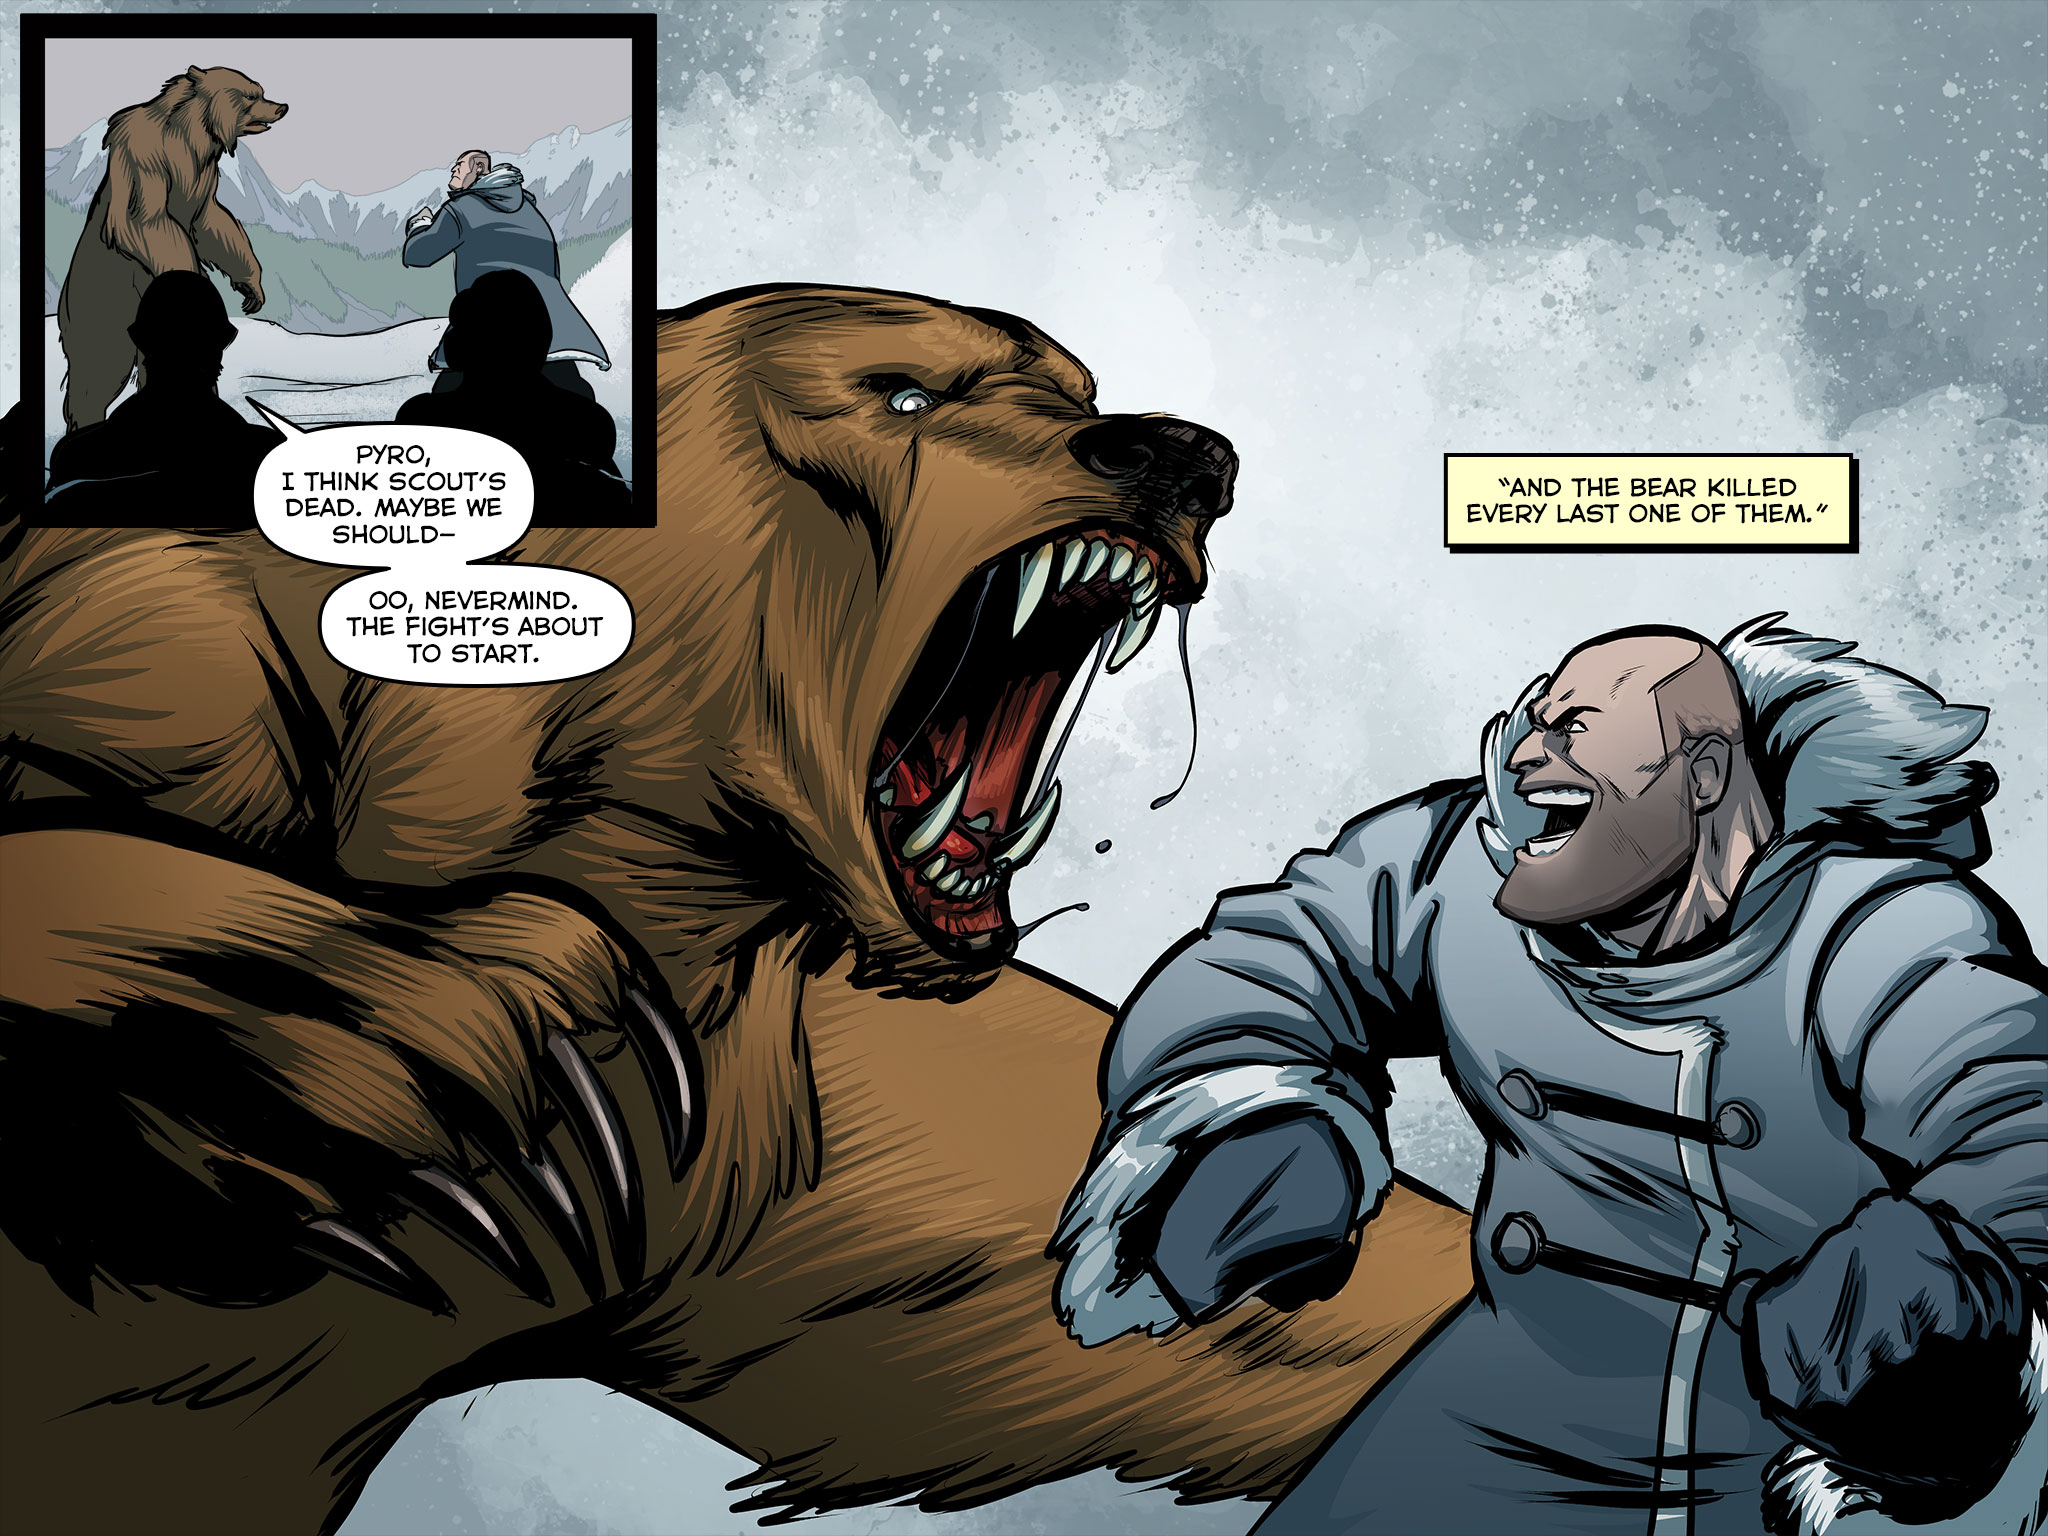 PYRO,
I THINK SCOUT'S
DEAD. MAYBE WE
SHOULD–
OO, NEVERMIND.
THE FIGHT'S ABOUT
TO START.
"AND THE BEAR KILLED
EVERY LAST ONE OF THEM."